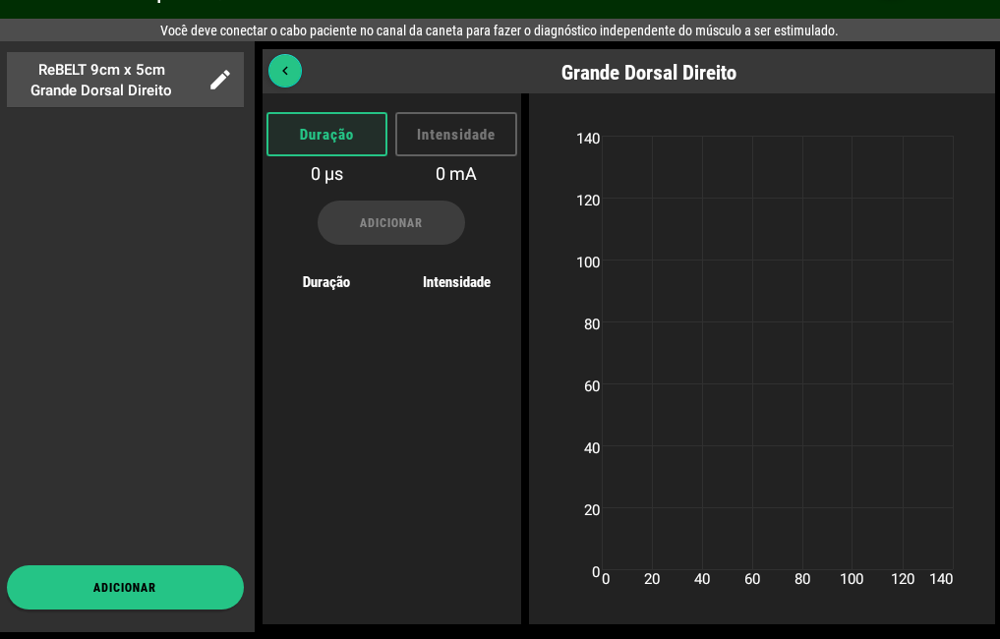 Você deve conectar o cabo paciente no canal da caneta para fazer o diagnóstico independente do músculo a ser estimulado.
ReBELT 9cm x 5cm
Grande Dorsal Direito
Grande Dorsal Direito
Duração Intensidade
0 µs 0 mA
ADICIONAR
Duração Intensidade
140
120
100
80
60
40
20
0
0 20 40 60 80 100 120 140
ADICIONAR